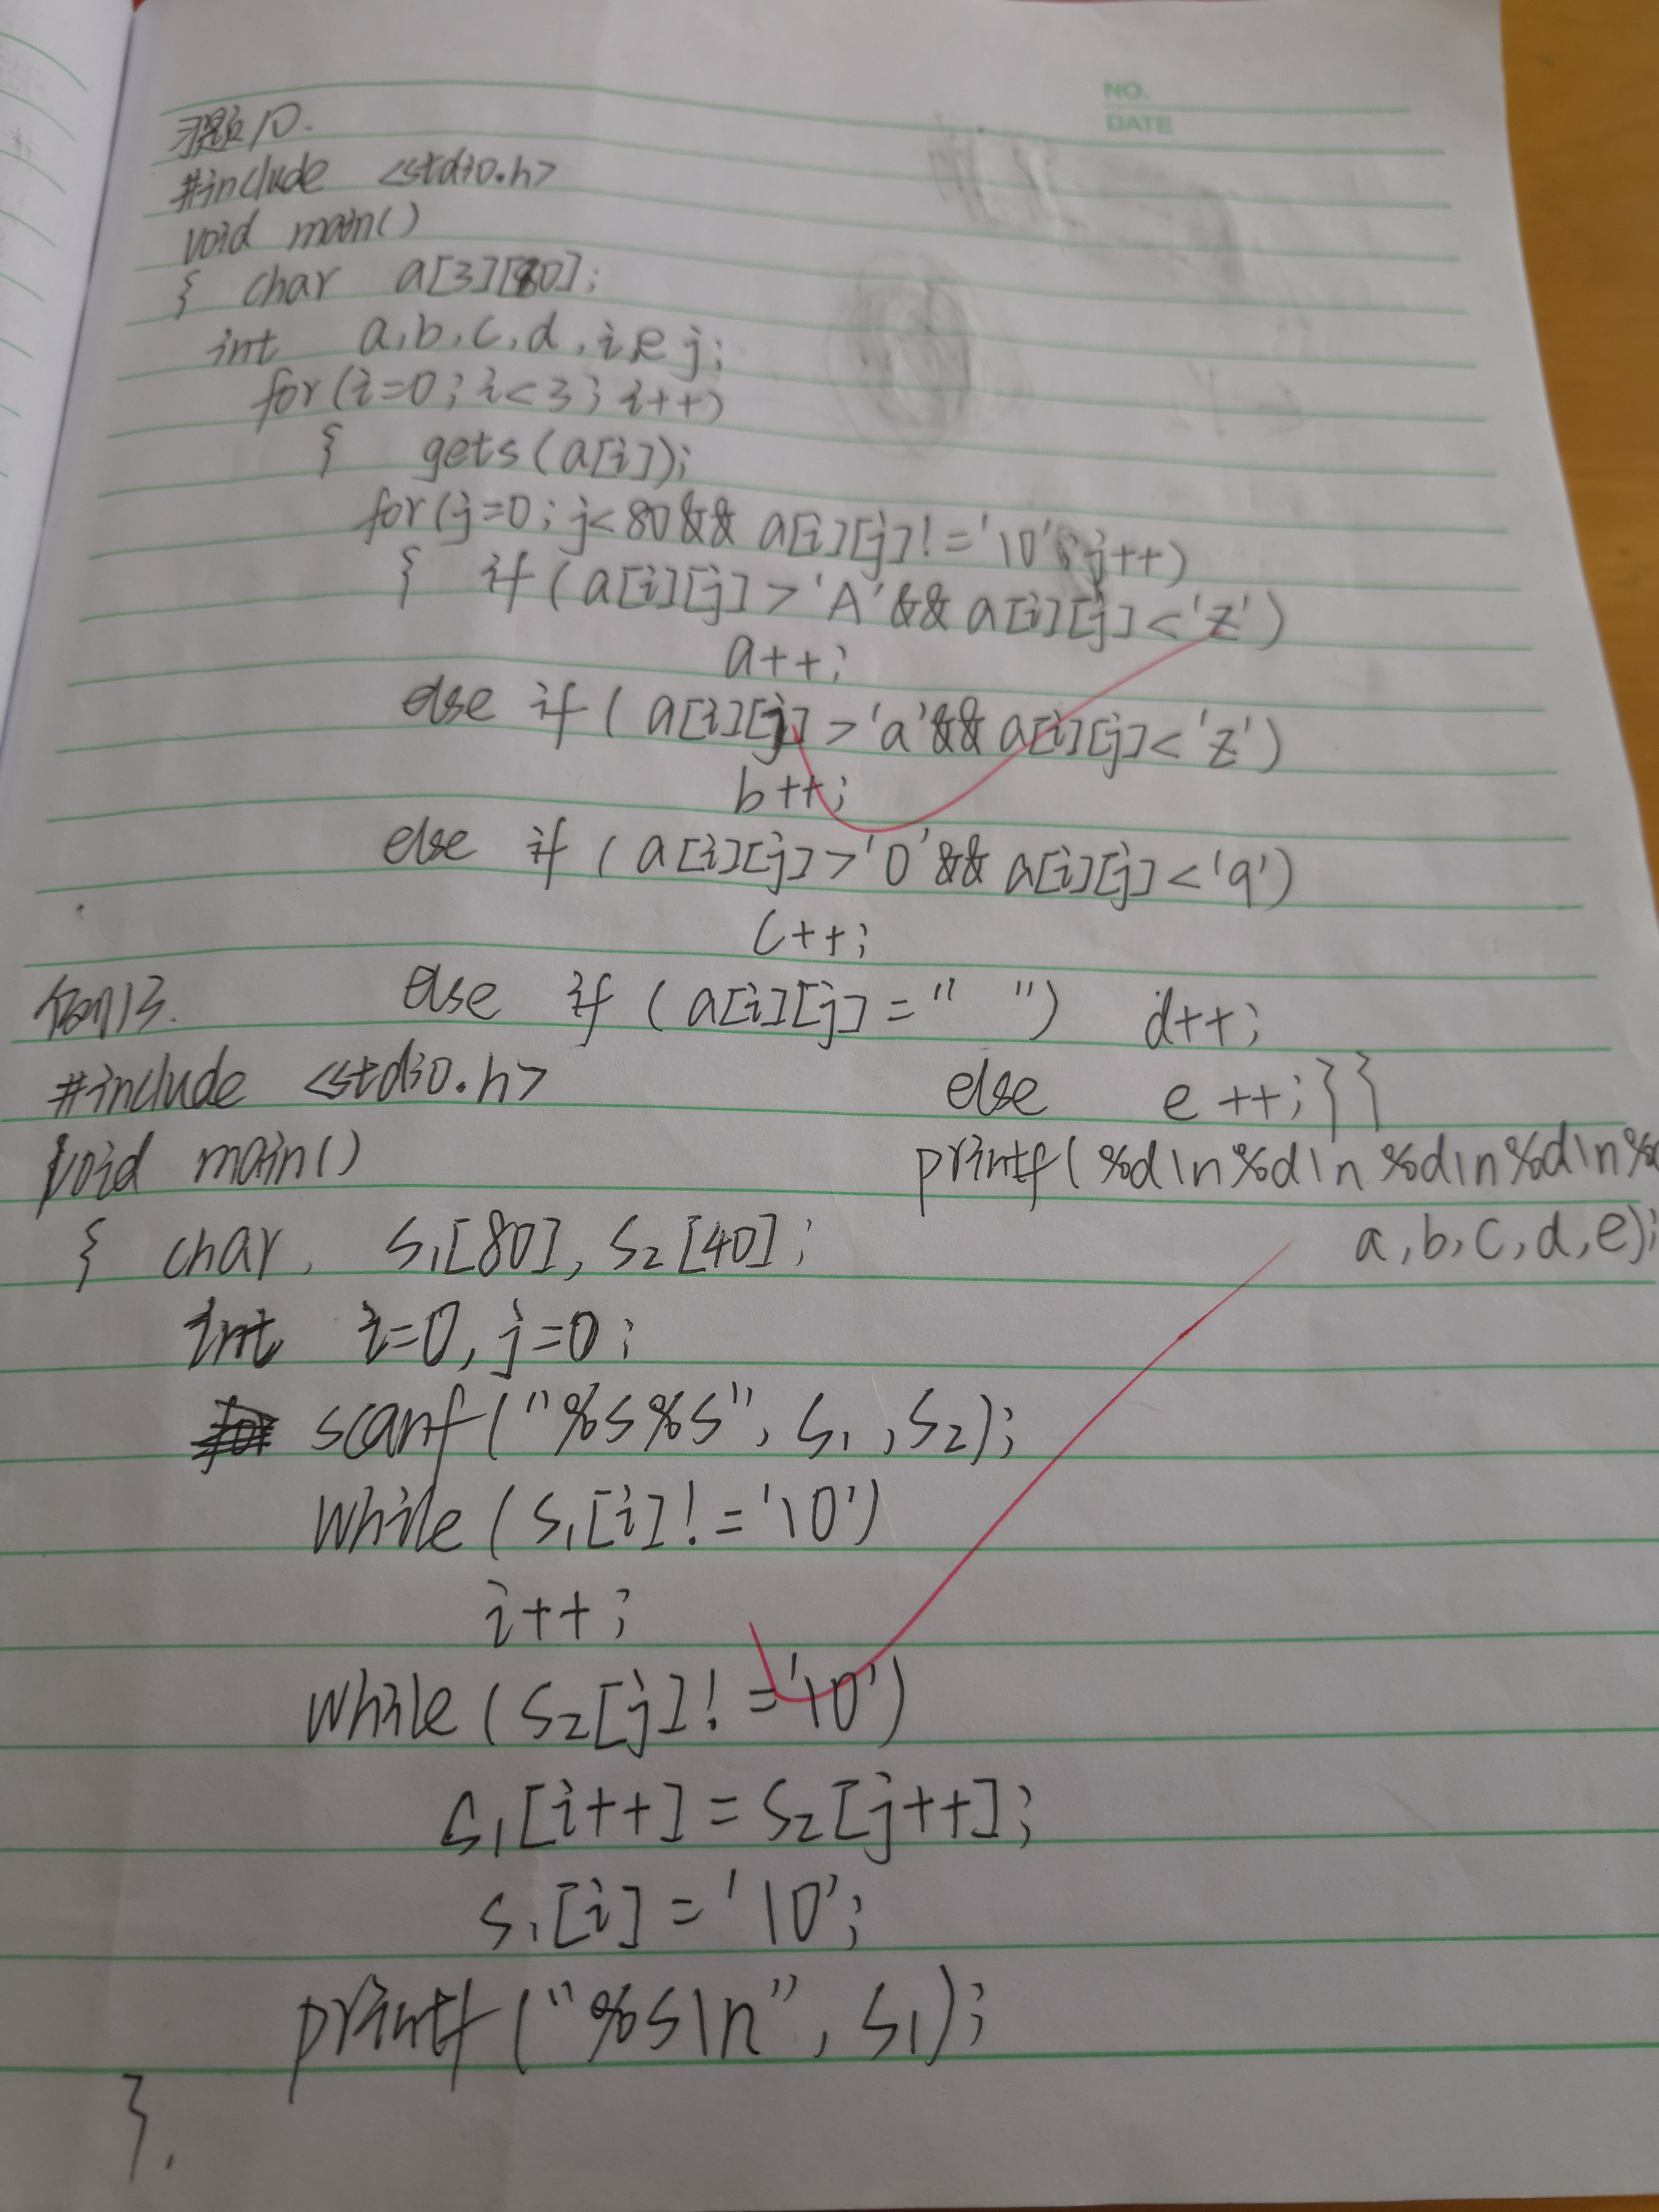 NO.
DATE
习题10.
#include <stdio.h>
void main()
{ char a[3][80];
int a,b,c,d,i,e j;
for(i=0;i<3;i++)
{ gets(a[i]);
for(j=0;j<80&&a[i][j]!='\0';j++)
{ if(a[i][j]>'A'&&a[i][j]<'Z')
a++;
else if(a[i][j]>'a'&&a[i][j]<'z')
b++;
else if(a[i][j]>'0'&&a[i][j]<'9')
c++;
else if(a[i][j]=" ") d++;
else e++;}}
printf(%d\n%d\n%d\n%d\n%
a,b,c,d,e);
例13.
#include <stdio.h>
void main()
{ char, s1[80],s2[40];
int i=0,j=0;
scanf("%s%s",s1,s2);
while(s1[i]!='\0')
i++;
while(s2[j]!='\0')
s1[i++]=s2[j++];
s1[i]='\0';
printf("%s\n",s1);
}.